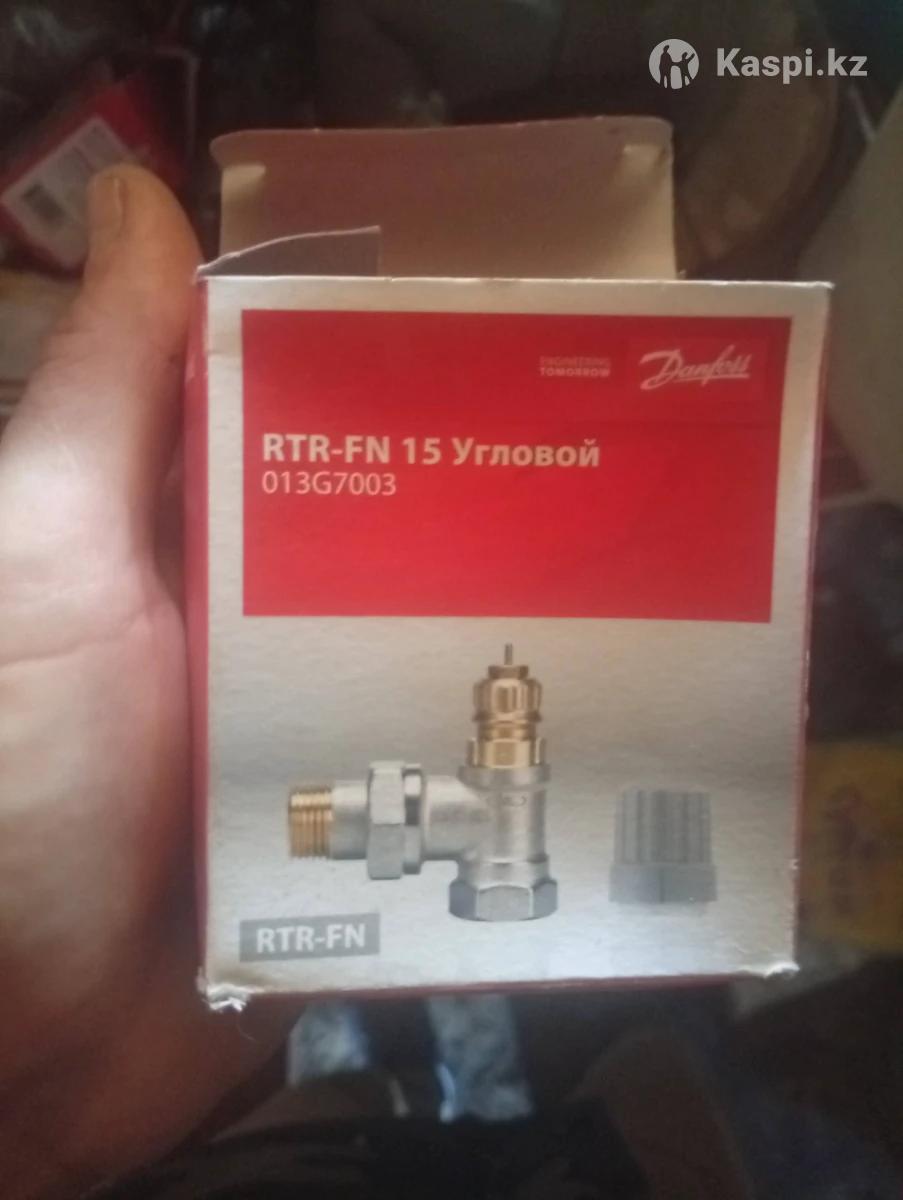 Kaspi.kz
ENGINEERING
TOMORROW
Danfoss
RTR-FN 15 Угловой
013G7003
RTR-FN